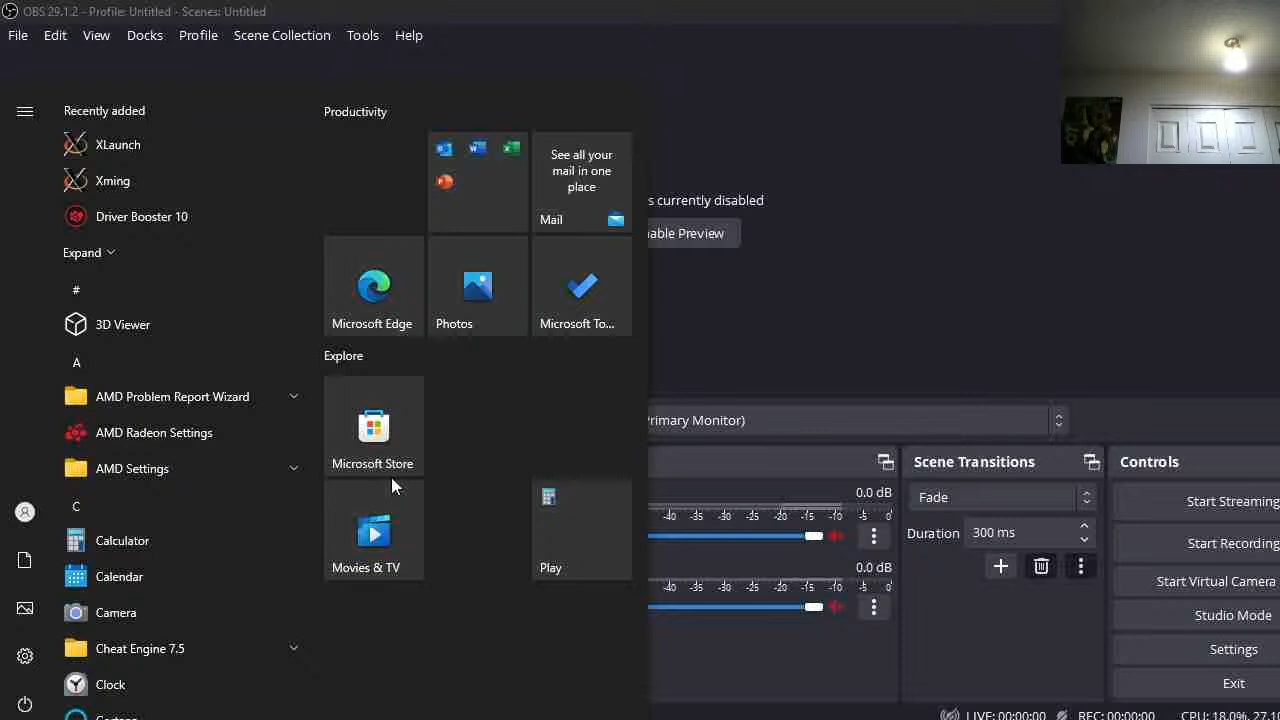 OBS 29.1.2 - Profile: Untitled - Scenes: Untitled
File Edit View Docks Profile Scene Collection Tools Help
Recently added
XLaunch
Xming
Driver Booster 10
Expand
#
3D Viewer
A
AMD Problem Report Wizard
AMD Radeon Settings
AMD Settings
C
Calculator
Calendar
Camera
Cheat Engine 7.5
Clock
Productivity
See all your
mail in one
place
Mail
Microsoft Edge
Photos
Microsoft To...
Explore
Microsoft Store
Movies & TV
Play
s currently disabled
able Preview
Primary Monitor)
0.0 dB
-40 -35 -30 -25 -20 -15 -10 -5 0
0.0 dB
-40 -35 -30 -25 -20 -15 -10 -5 0
Scene Transitions
Fade
Duration 300 ms
Controls
Start Streaming
Start Recording
Start Virtual Camera
Studio Mode
Settings
Exit
LIVE: 00:00:00 REC: 00:00:00 CPU: 18.0%, 27.1